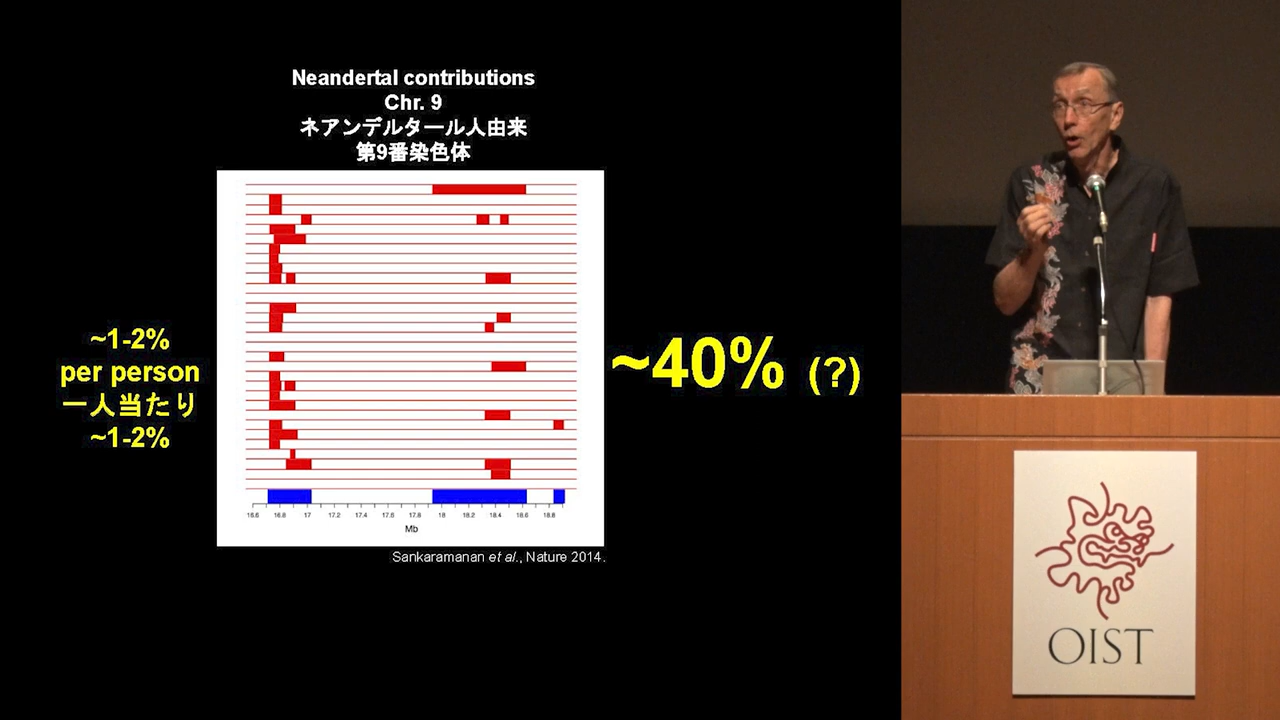 Neandertal contributions
Chr. 9
ネアンデルタール人由来
第9番染色体
~1-2%
per person
一人当たり
~1-2%
~40% (?)
16.6 16.8 17 17.2 17.4 17.6 17.8 18 18.2 18.4 18.6 18.8
Mb
Sankaramanan et al., Nature 2014.
OIST